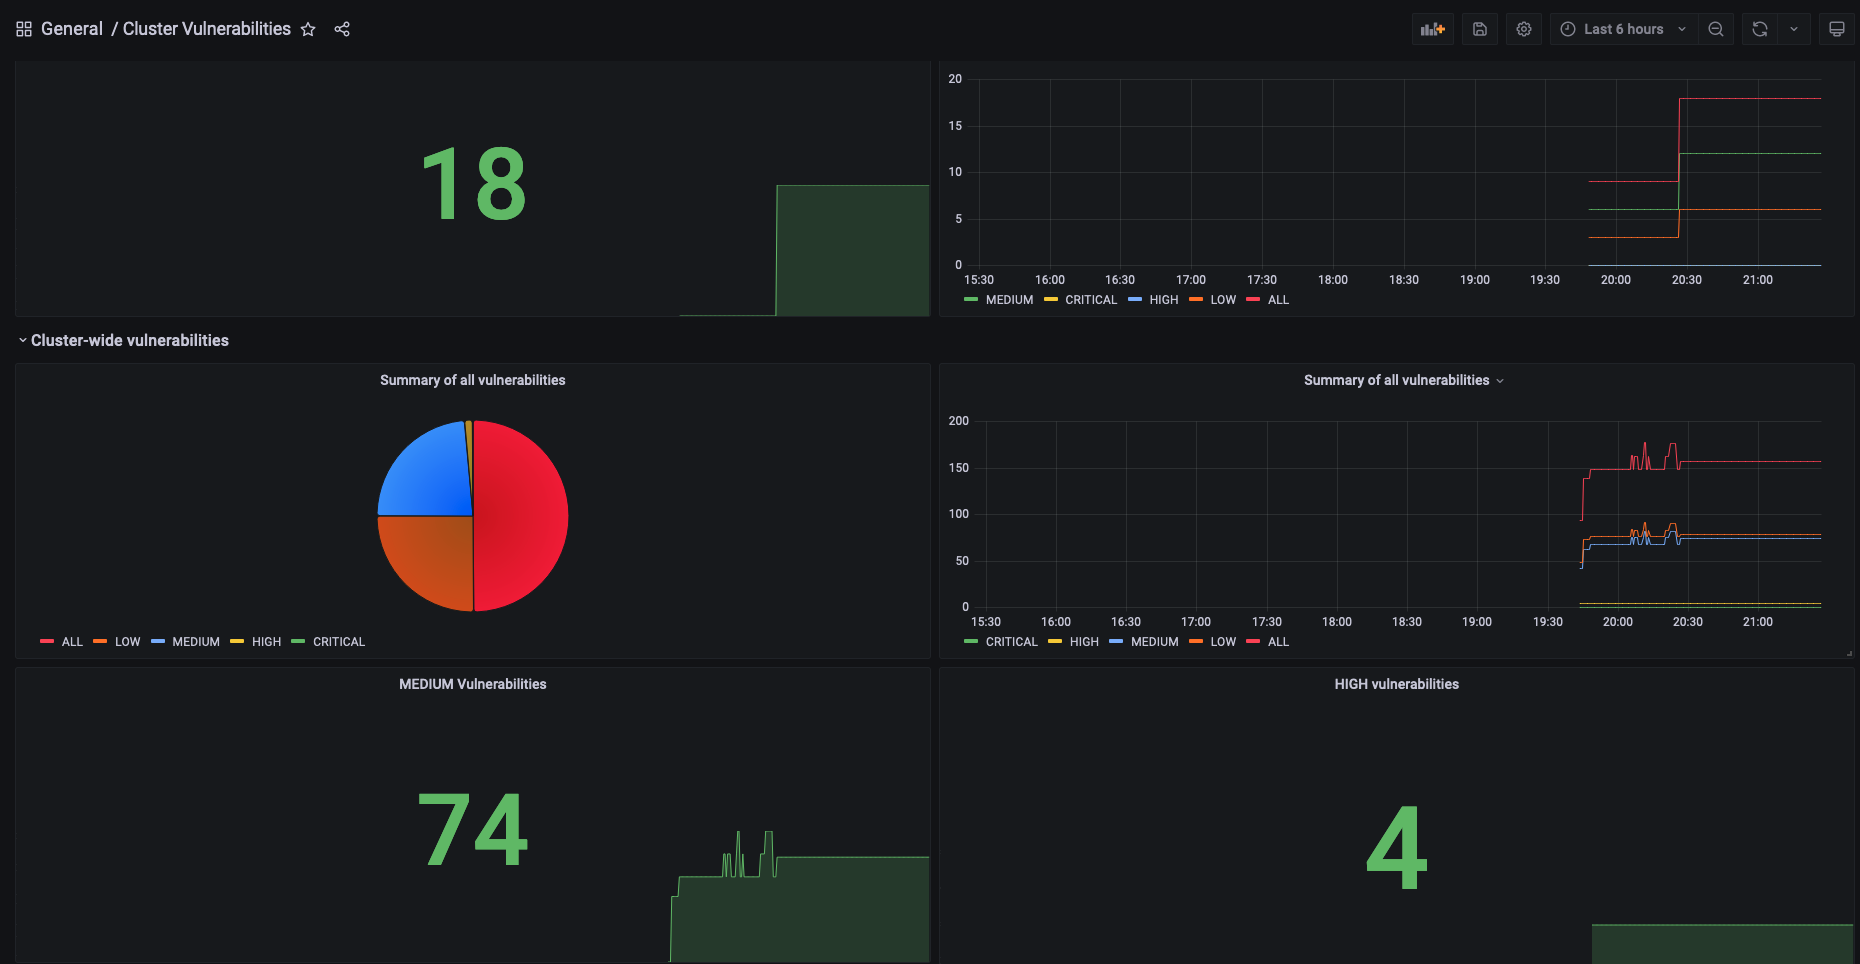 General / Cluster Vulnerabilities
Last 6 hours
18
20
15
10
5
0
15:30 16:00 16:30 17:00 17:30 18:00 18:30 19:00 19:30 20:00 20:30 21:00
MEDIUM CRITICAL HIGH LOW ALL
Cluster-wide vulnerabilities
Summary of all vulnerabilities
ALL LOW MEDIUM HIGH CRITICAL
Summary of all vulnerabilities
200
150
100
50
0
15:30 16:00 16:30 17:00 17:30 18:00 18:30 19:00 19:30 20:00 20:30 21:00
CRITICAL HIGH MEDIUM LOW ALL
MEDIUM Vulnerabilities
74
HIGH vulnerabilities
4